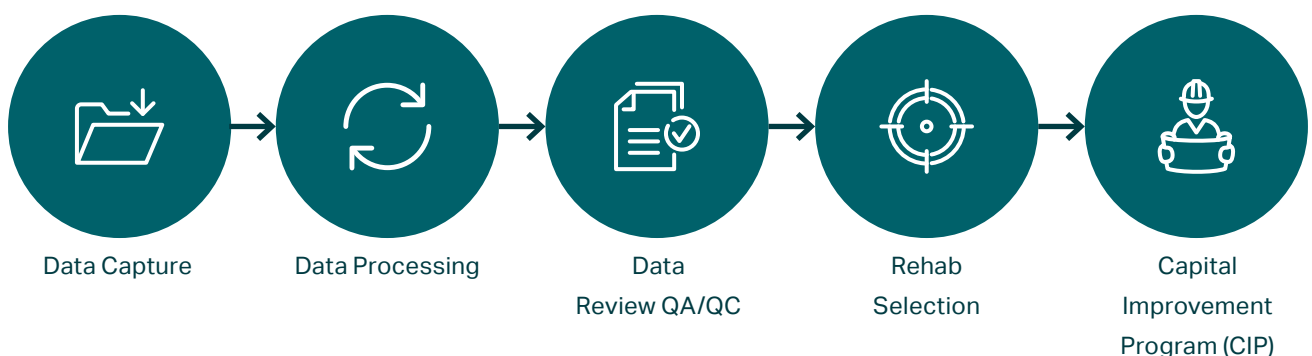 Data Capture
Data Processing
Data
Review QA/QC
Rehab
Selection
Capital
Improvement
Program (CIP)